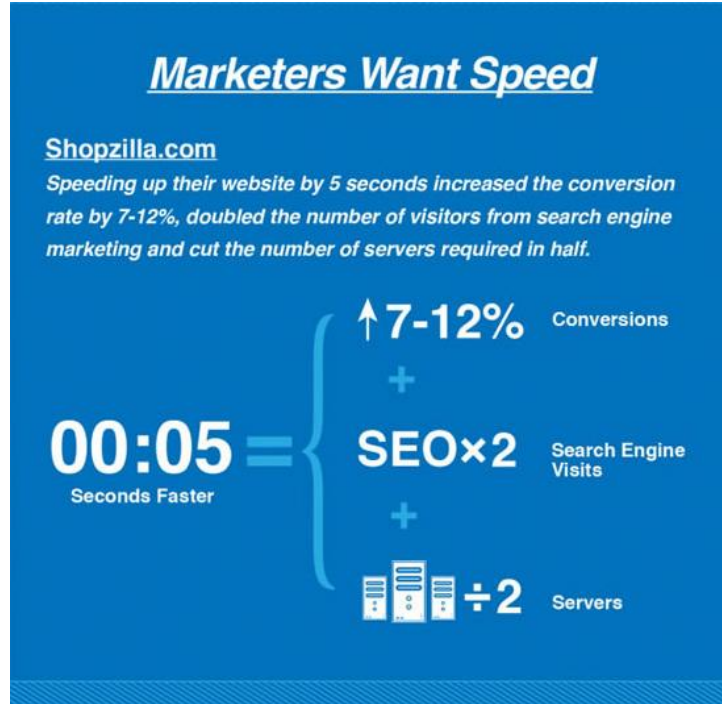 Marketers Want Speed
Shopzilla.com
Speeding up their website by 5 seconds increased the conversion
rate by 7-12%, doubled the number of visitors from search engine
marketing and cut the number of servers required in half.
↑7-12% Conversions
+
00:05 = { SEO×2 Search Engine
Visits
Seconds Faster
+
÷2 Servers